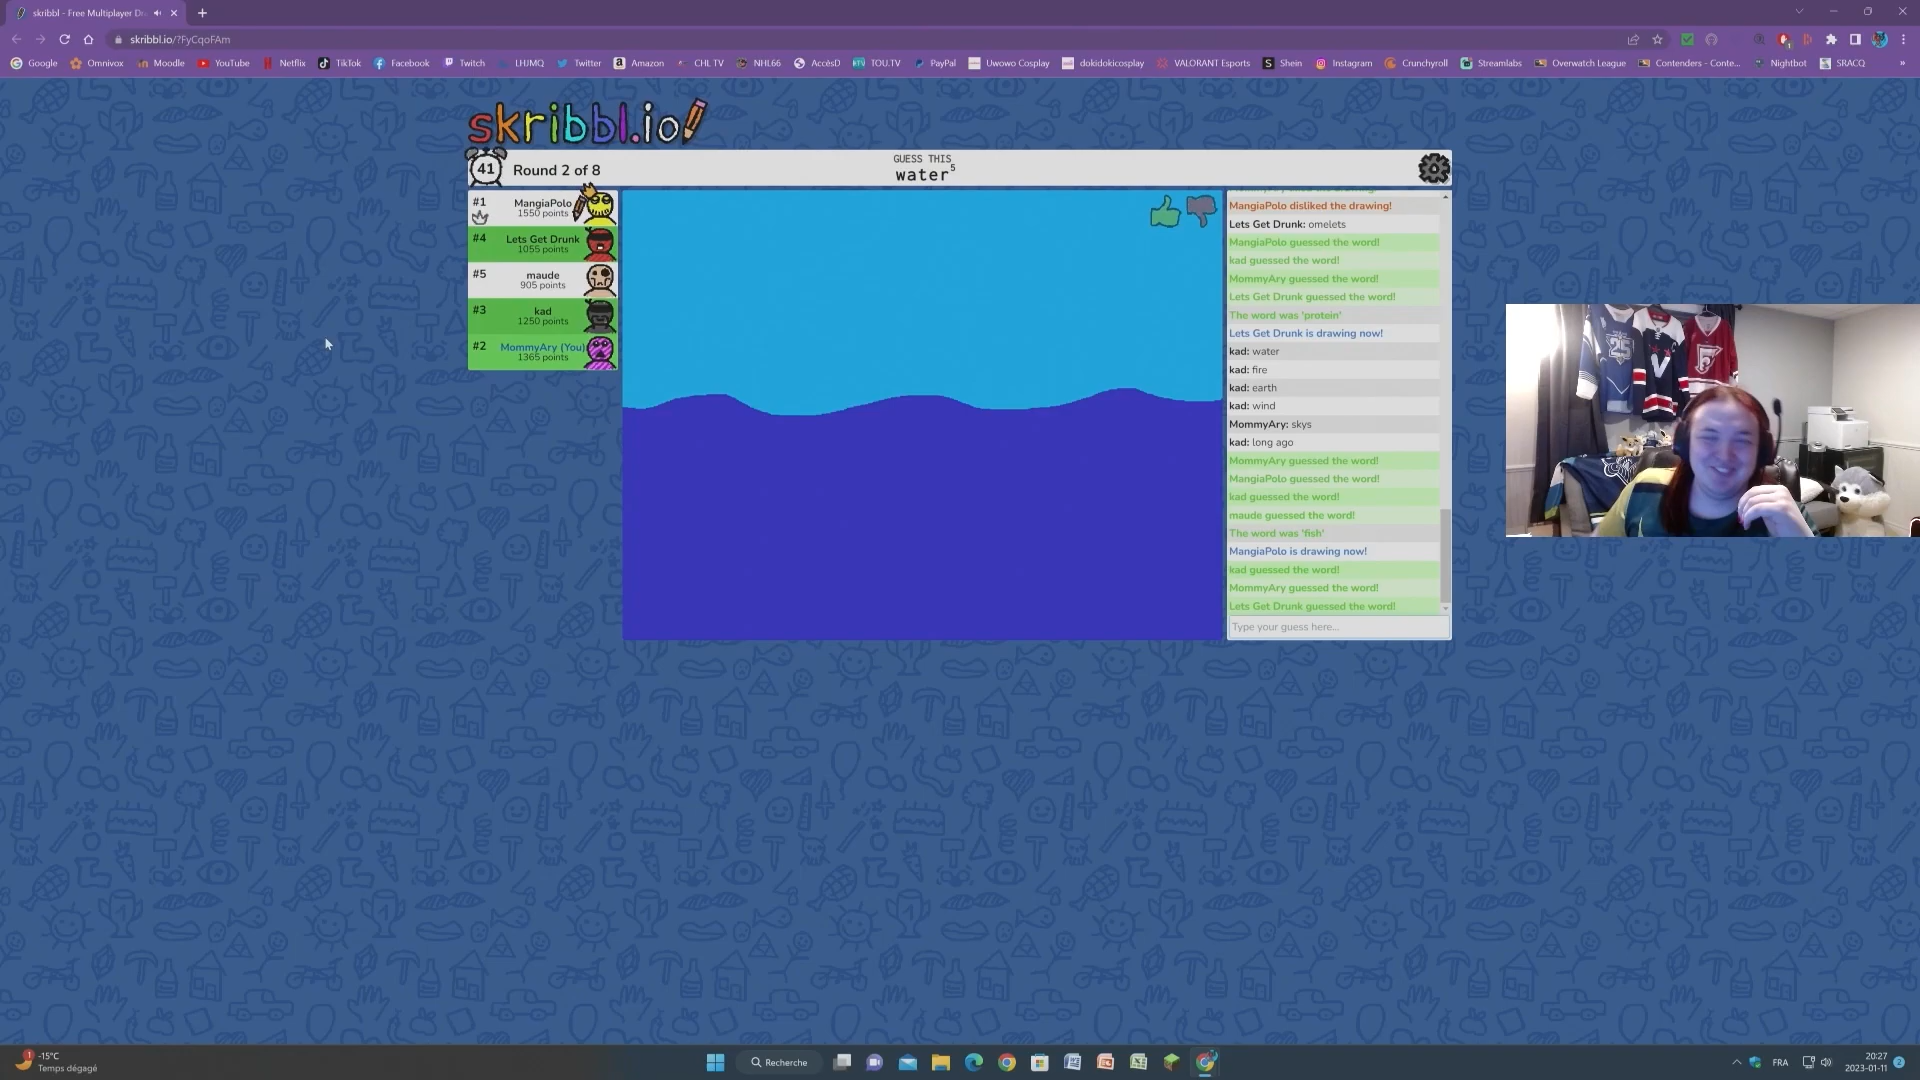 skribbl - Free Multiplayer Dr
skribbl.io/?FyCqoFAm
Google Omnivox Moodle YouTube Netflix TikTok Facebook Twitch LHJMQ Twitter Amazon CHL TV NHL66 AccèsD TOU.TV PayPal Uwowo Cosplay dokidokicosplay VALORANT Esports Shein Instagram Crunchyroll Streamlabs Overwatch League Contenders - Conte... Nightbot SRACQ »
skribbl.io
41 Round 2 of 8
GUESS THIS
water 5
#1 MangiaPolo
1550 points
#4 Lets Get Drunk
1055 points
#5 maude
905 points
#3 kad
1250 points
#2 MommyAry (You)
1365 points
MangiaPolo disliked the drawing!
Lets Get Drunk: omelets
MangiaPolo guessed the word!
kad guessed the word!
MommyAry guessed the word!
Lets Get Drunk guessed the word!
The word was 'protein'
Lets Get Drunk is drawing now!
kad: water
kad: fire
kad: earth
kad: wind
MommyAry: skys
kad: long ago
MommyAry guessed the word!
MangiaPolo guessed the word!
kad guessed the word!
maude guessed the word!
The word was 'fish'
MangiaPolo is drawing now!
kad guessed the word!
MommyAry guessed the word!
Lets Get Drunk guessed the word!
Type your guess here...
25
V
1
-15°C
Temps dégagé
Recherche
FRA
20:27
2023-01-11
2